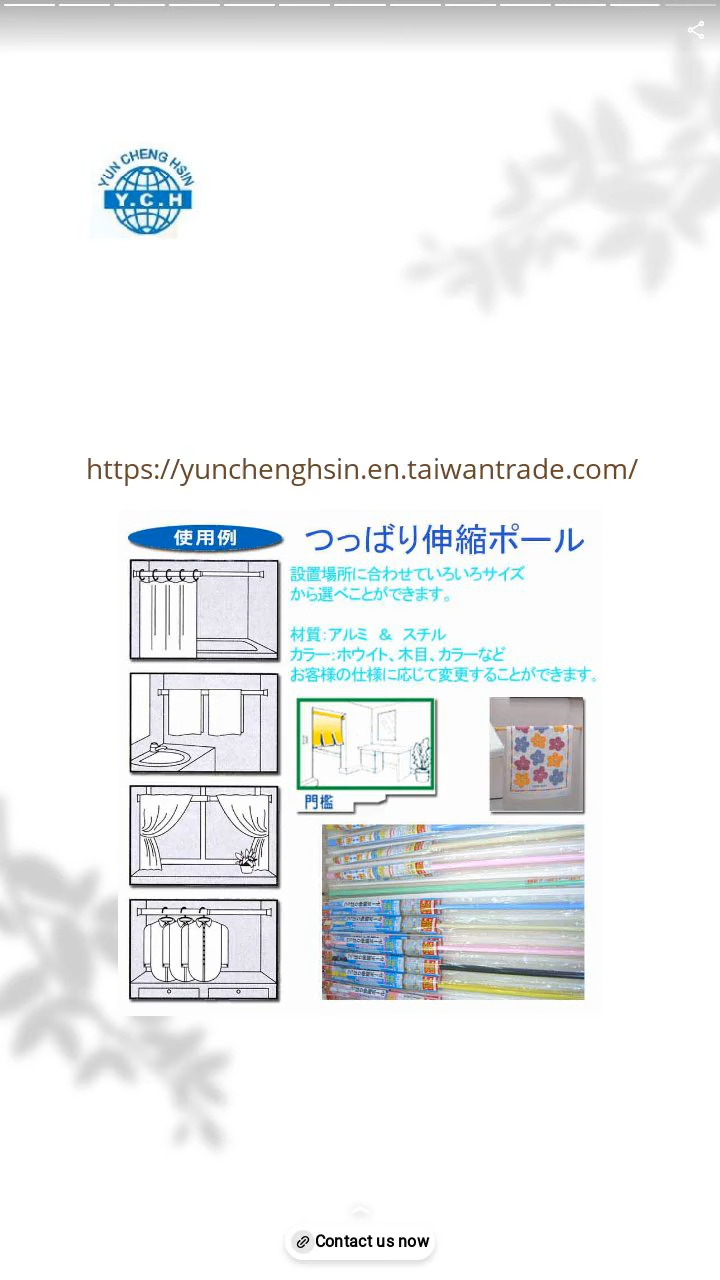 YUN CHENG HSIN
Y.C.H
https://yunchenghsin.en.taiwantrade.com/
使用例
つっぱり伸縮ポール
設置場所に合わせていろいろサイズ
から選べことができます。
材質：アルミ ＆ スチル
カラー：ホウイト、木目、カラーなど
お客様の仕様に応じて変更することができます。
門檻
Contact us now